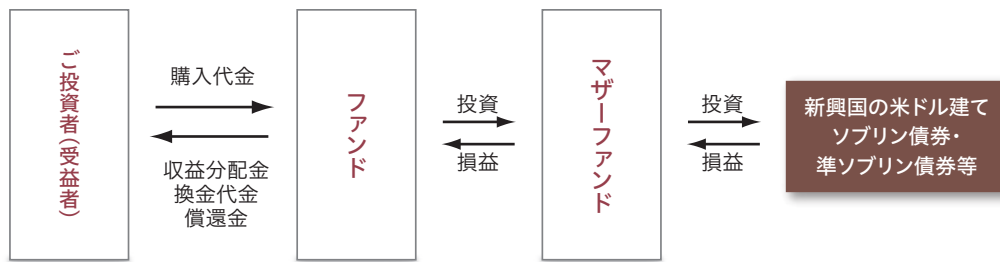 ご投資者（受益者）
購入代金
収益分配金
換金代金
償還金
ファンド
投資
損益
マザーファンド
投資
損益
新興国の米ドル建て
ソブリン債券・
準ソブリン債券等